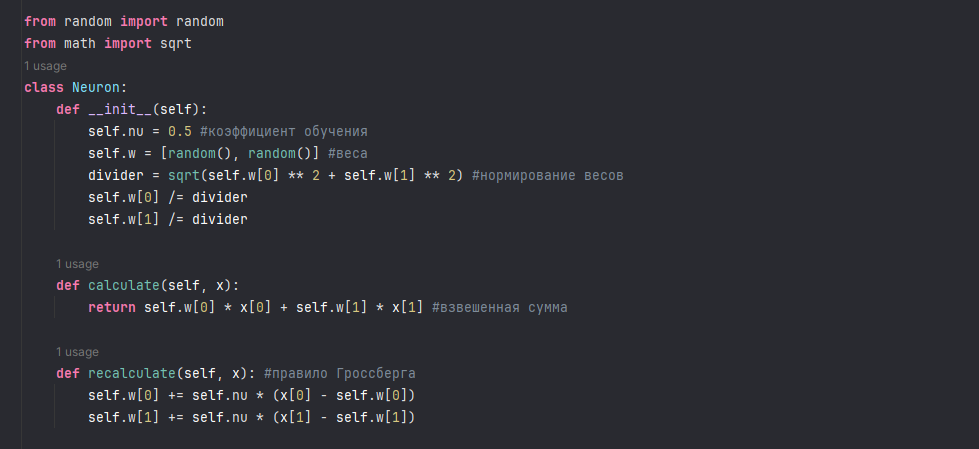 from random import random
from math import sqrt
1 usage
class Neuron:
    def __init__(self):
        self.nu = 0.5 #коэффициент обучения
        self.w = [random(), random()] #веса
        divider = sqrt(self.w[0] ** 2 + self.w[1] ** 2) #нормирование весов
        self.w[0] /= divider
        self.w[1] /= divider
    1 usage
    def calculate(self, x):
        return self.w[0] * x[0] + self.w[1] * x[1] #взвешенная сумма
    1 usage
    def recalculate(self, x): #правило Гроссберга
        self.w[0] += self.nu * (x[0] - self.w[0])
        self.w[1] += self.nu * (x[1] - self.w[1])